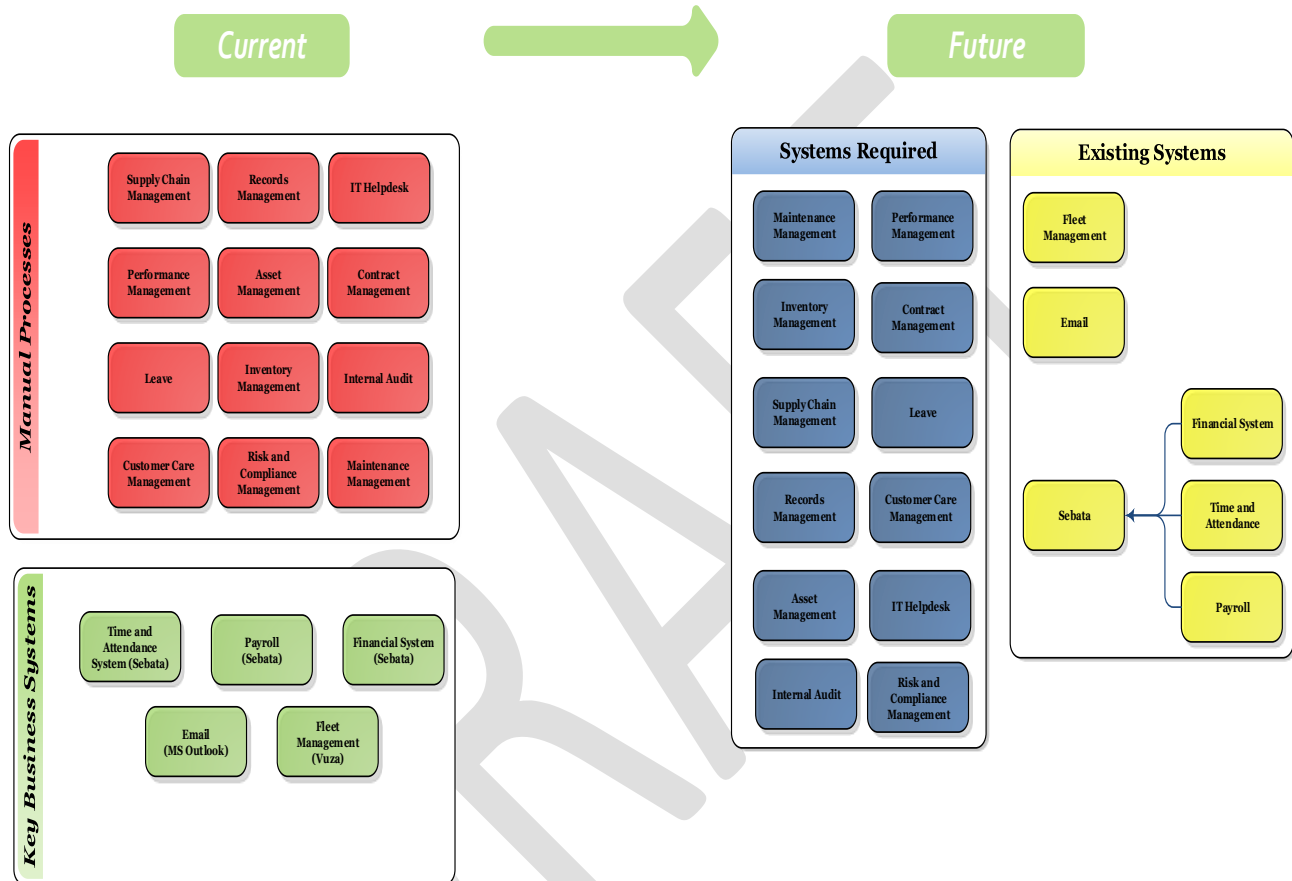 Current
Future
Manual Processes
Supply Chain
Management
Records
Management
IT Helpdesk
Performance
Management
Asset
Management
Contract
Management
Leave
Inventory
Management
Internal Audit
Customer Care
Management
Risk and
Compliance
Management
Maintenance
Management
Key Business Systems
Time and
Attendance
System (Sebata)
Payroll
(Sebata)
Financial System
(Sebata)
Email
(MS Outlook)
Fleet
Management
(Vuza)
Systems Required
Maintenance
Management
Performance
Management
Inventory
Management
Contract
Management
Supply Chain
Management
Leave
Records
Management
Customer Care
Management
Asset
Management
IT Helpdesk
Internal Audit
Risk and
Compliance
Management
Existing Systems
Fleet
Management
Email
Financial System
Sebata
Time and
Attendance
Payroll